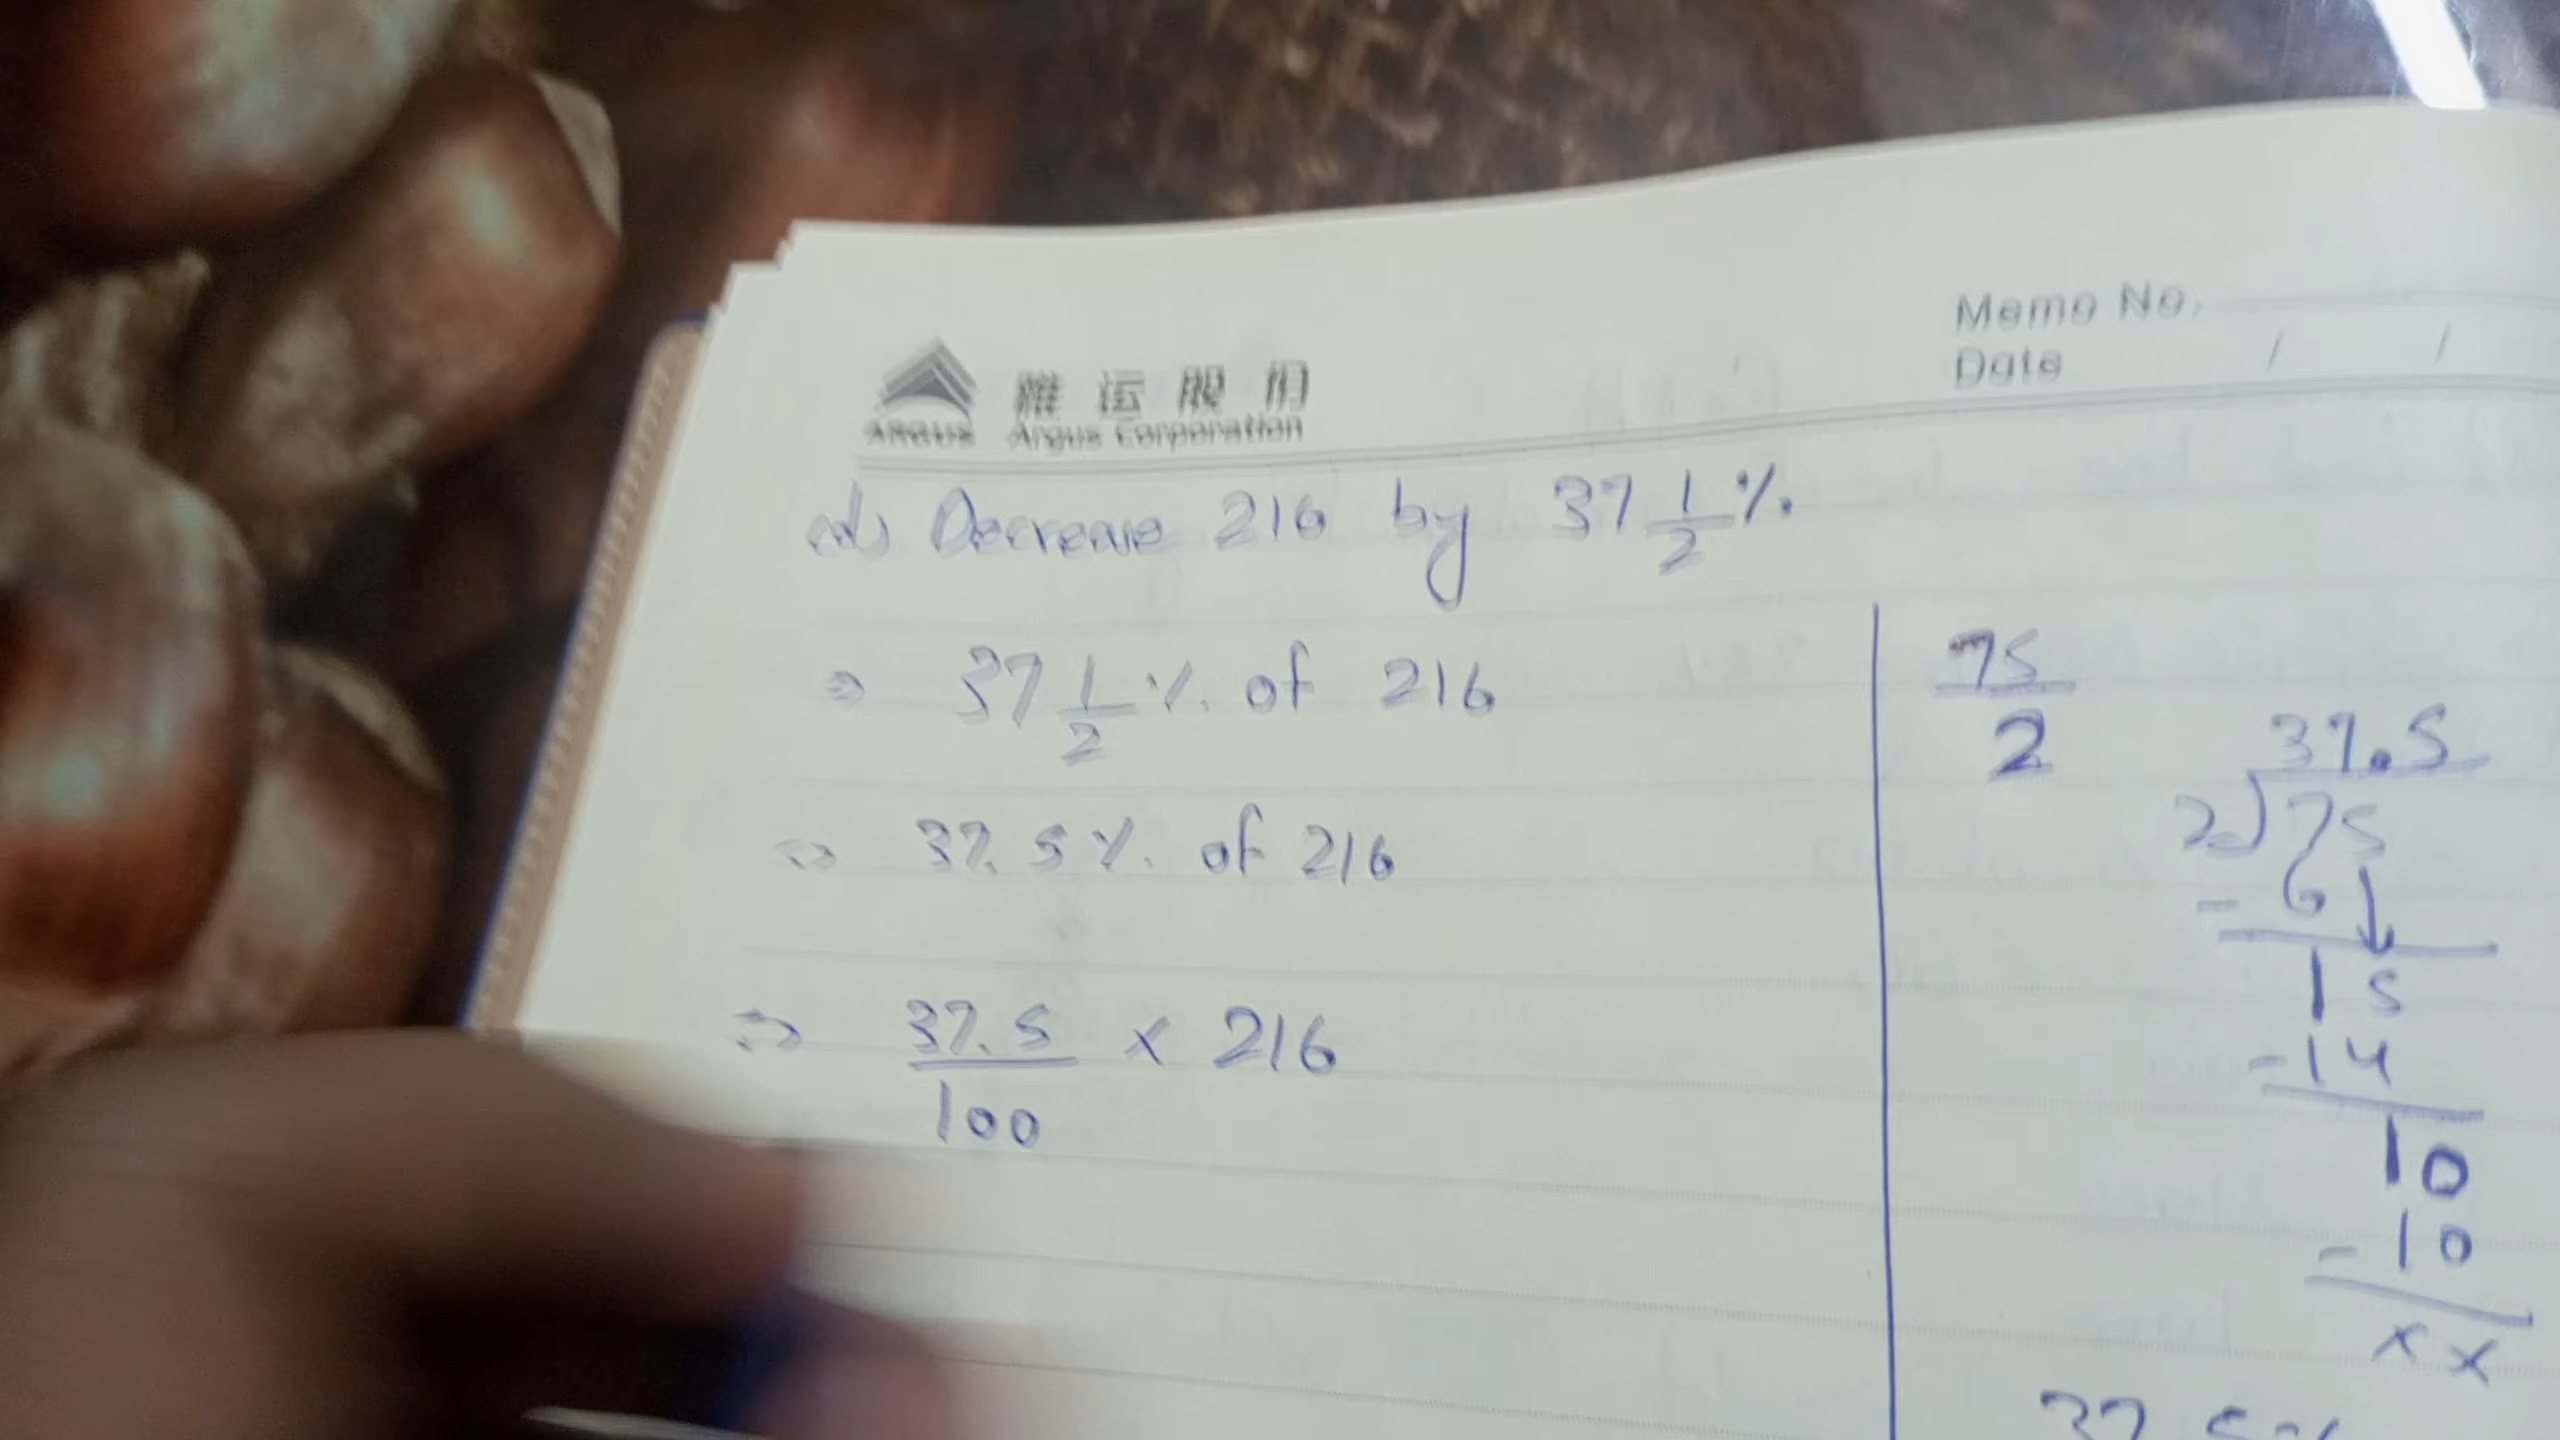 雅运股份
Memo No.
ARGUS Argus Corporation
Date / /
(d) Decrease 216 by 37 1/2 %.
⇒ 37 1/2 %. of 216
⇒ 37.5 %. of 216
⇒ 37.5/100 x 216
75/2
37.5
2)75
- 6↓
15
-14
10
-10
x x
37.5%